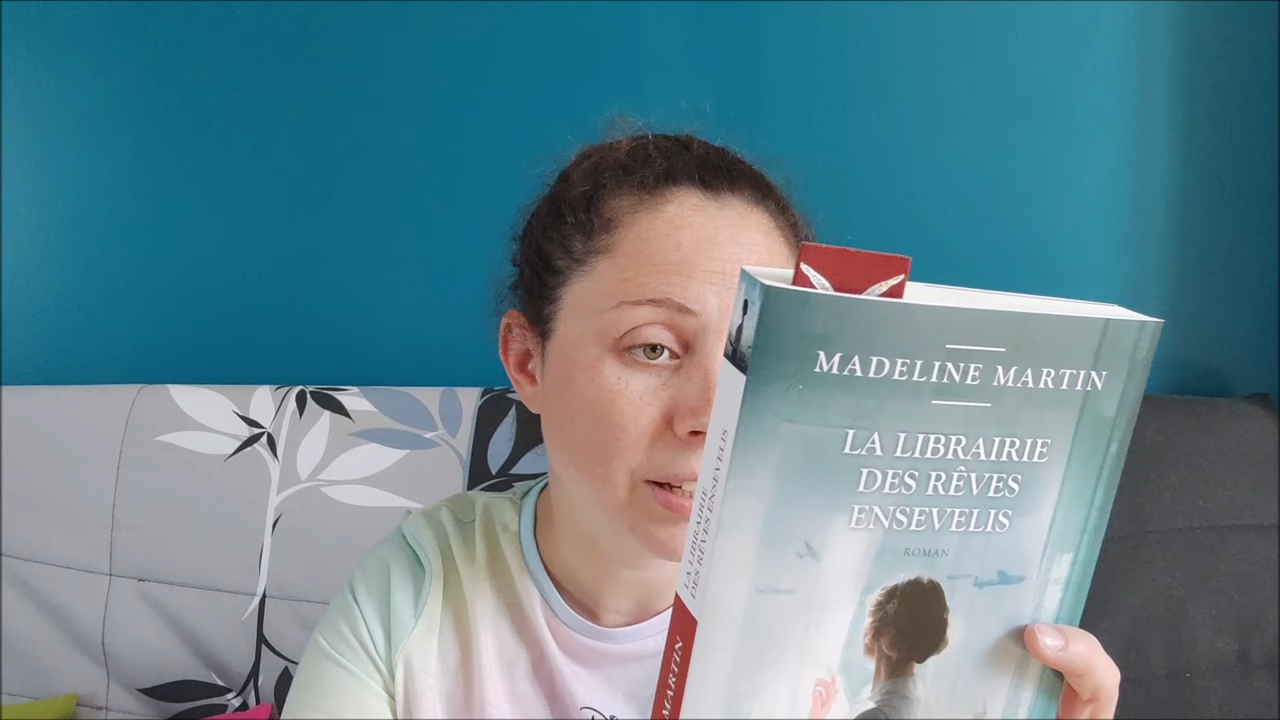 MADELINE MARTIN
LA LIBRAIRIE
DES RÊVES
ENSEVELIS
ROMAN
LA LIBRAIRIE
DES RÊVES ENSEVELIS
MARTIN